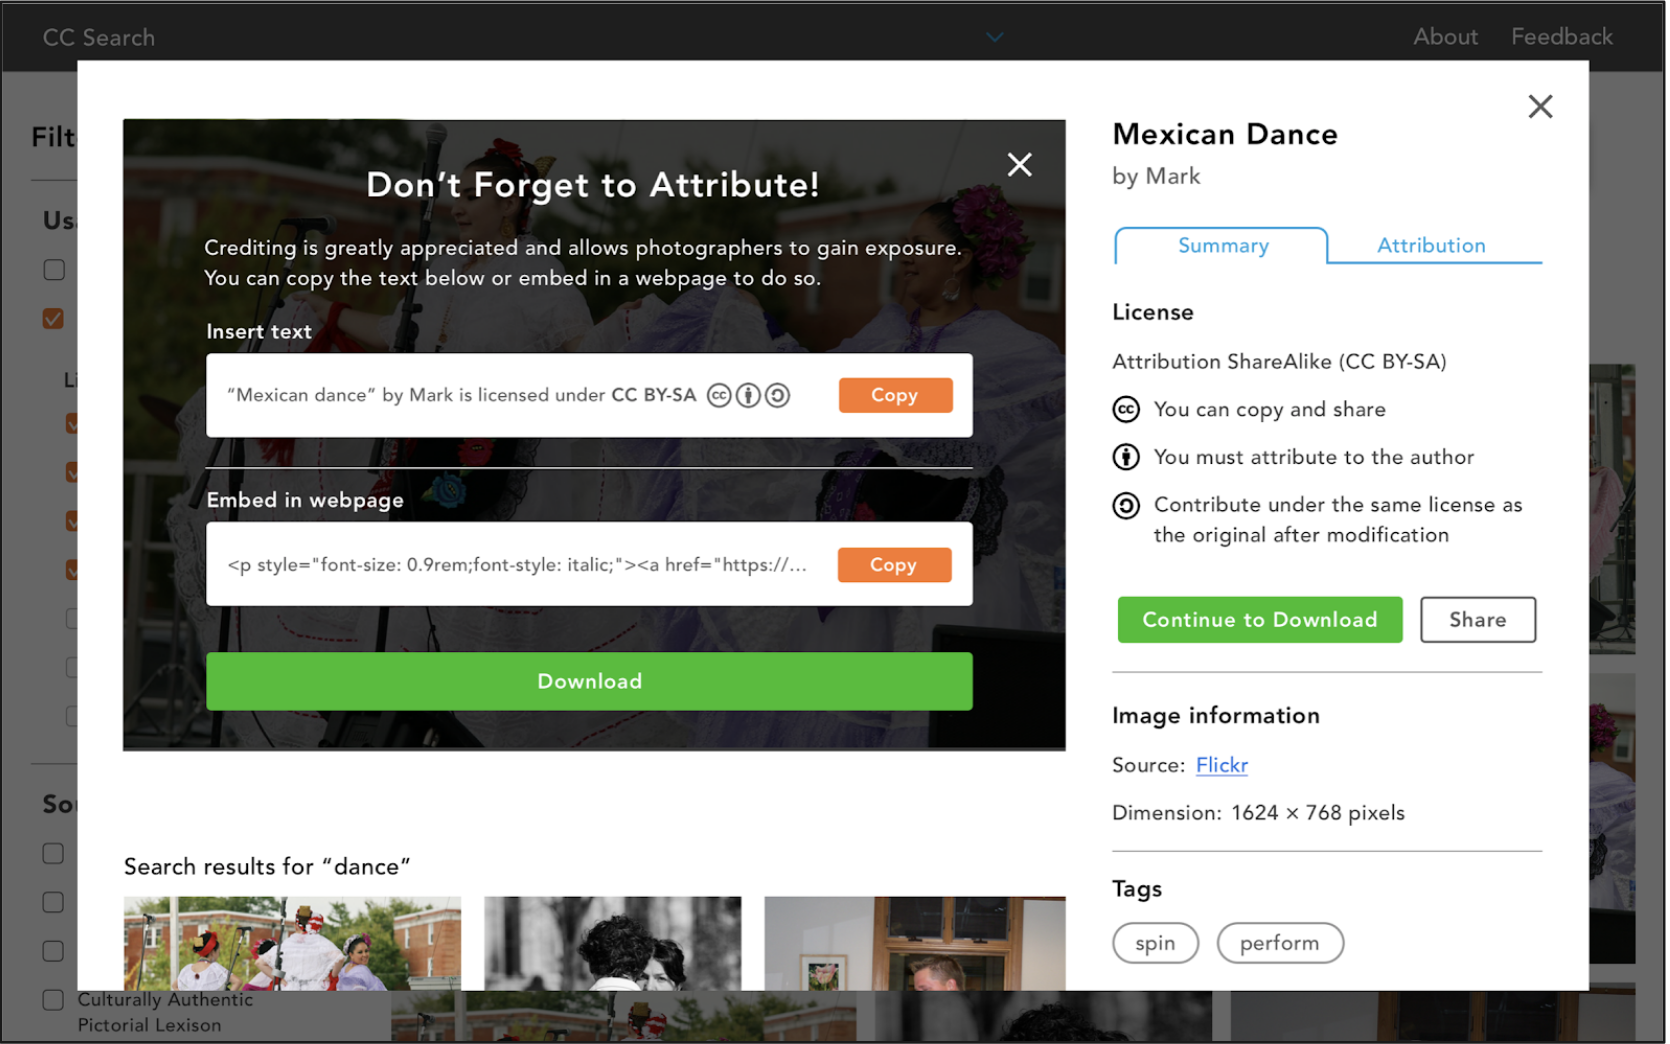 CC Search
About
Feedback
Don't Forget to Attribute!
Crediting is greatly appreciated and allows photographers to gain exposure.
You can copy the text below or embed in a webpage to do so.
Insert text
“Mexican dance” by Mark is licensed under CC BY-SA
Copy
Embed in webpage
<p style="font-size: 0.9rem;font-style: italic;"><a href="https://...
Copy
Download
Search results for “dance”
Mexican Dance
by Mark
Summary
Attribution
License
Attribution ShareAlike (CC BY-SA)
You can copy and share
You must attribute to the author
Contribute under the same license as
the original after modification
Continue to Download
Share
Image information
Source: Flickr
Dimension: 1624 × 768 pixels
Tags
spin
perform
Culturally Authentic
Pictorial Lexison